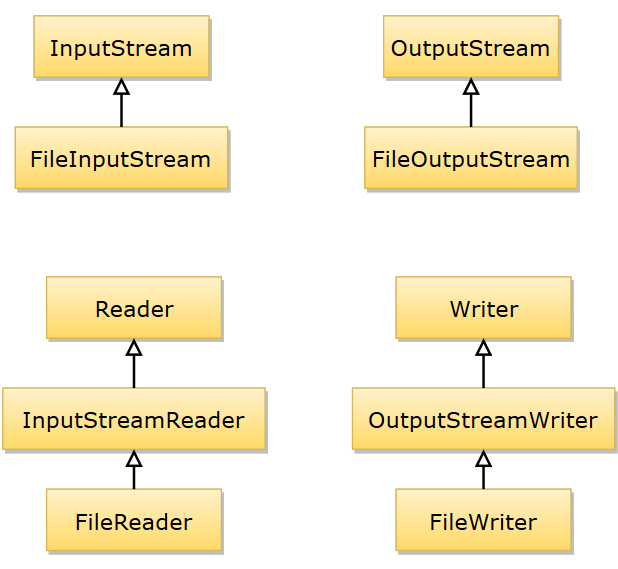 InputStream
OutputStream
FileInputStream
FileOutputStream
Reader
Writer
InputStreamReader
OutputStreamWriter
FileReader
FileWriter